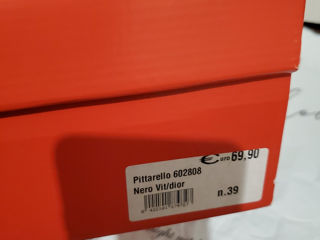 Euro 69,90
Pittarello 602808
Nero Vit/dior
n.39